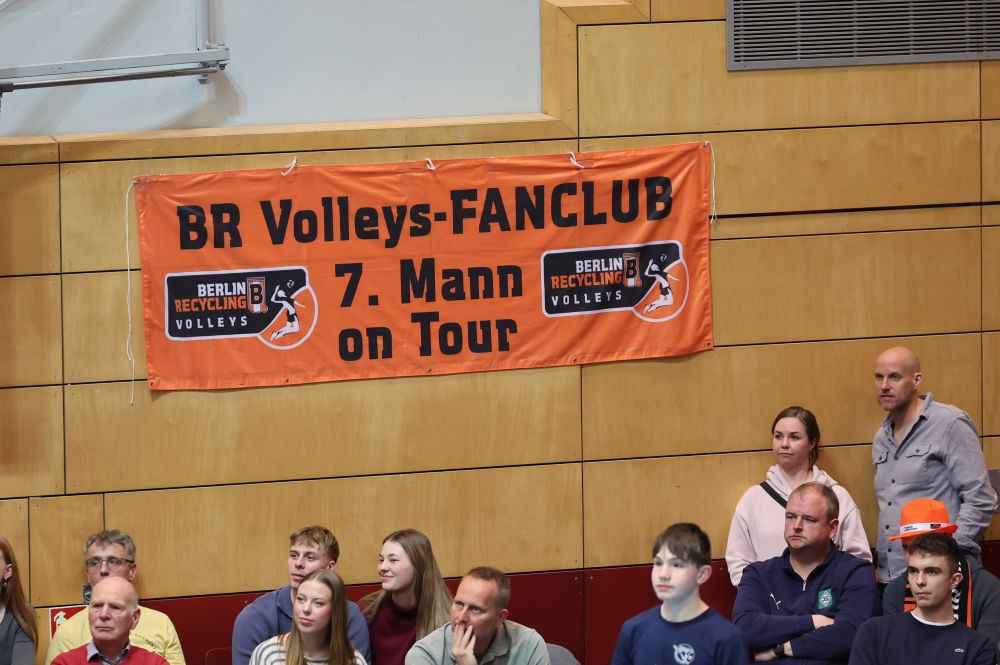 BR Volleys-FANCLUB
7. Mann
on Tour
BERLIN
RECYCLING
VOLLEYS
B
BERLIN
RECYCLING
VOLLEYS
B